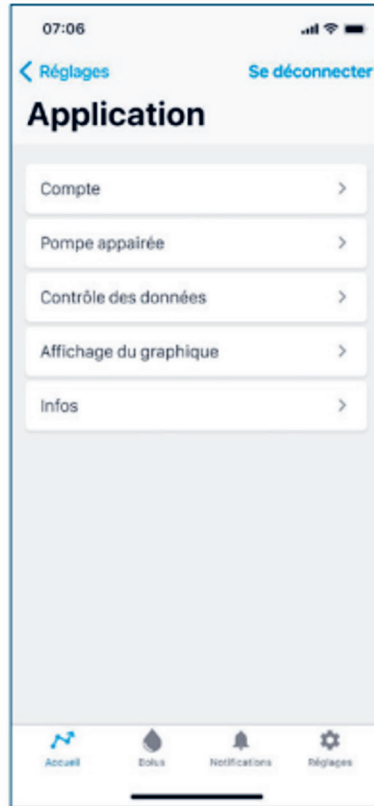 07:06
Réglages
Se déconnecter
Application
Compte
Pompe appairée
Contrôle des données
Affichage du graphique
Infos
Accueil
Bolus
Notifications
Réglages